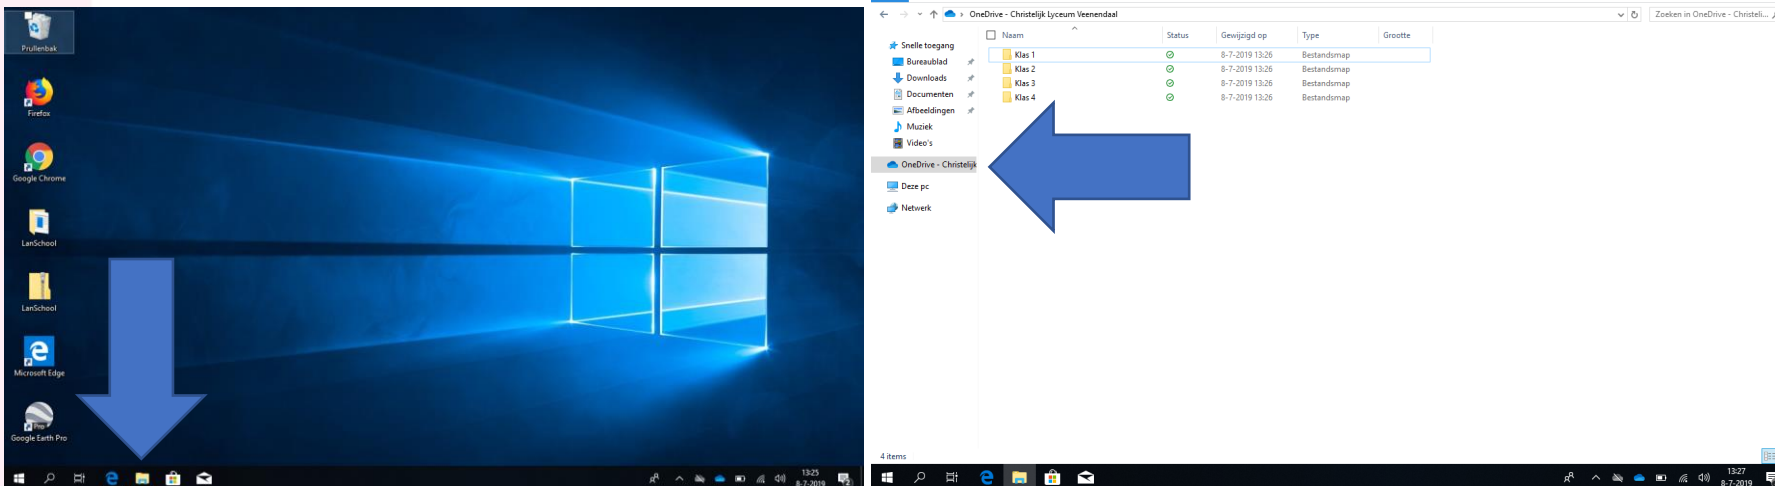 Prullenbak
Firefox
Google Chrome
LanSchool
LanSchool
Microsoft Edge
Pro
Google Earth Pro
13:25
8-7-2019
2
OneDrive - Christelijk Lyceum Veenendaal
Zoeken in OneDrive - Christeli...
Naam Status Gewijzigd op Type Grootte
Snelle toegang
Bureaublad
Downloads
Documenten
Afbeeldingen
Muziek
Video's
OneDrive - Christelijk
Deze pc
Netwerk
Klas 1 8-7-2019 13:26 Bestandsmap
Klas 2 8-7-2019 13:26 Bestandsmap
Klas 3 8-7-2019 13:26 Bestandsmap
Klas 4 8-7-2019 13:26 Bestandsmap
4 items
13:27
8-7-2019